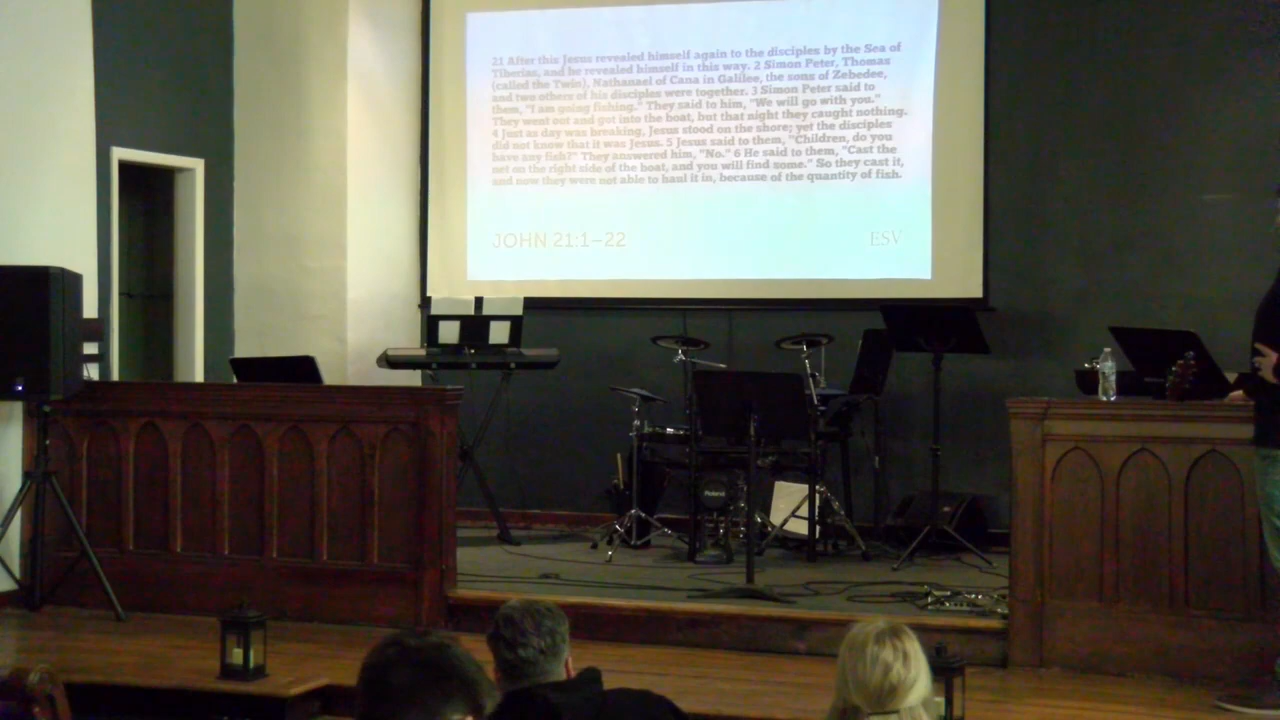 21 After this Jesus revealed himself again to the disciples by the Sea of
Tiberias, and he revealed himself in this way. 2 Simon Peter, Thomas
(called the Twin), Nathanael of Cana in Galilee, the sons of Zebedee,
and two others of his disciples were together. 3 Simon Peter said to
them, "I am going fishing." They said to him, "We will go with you."
They went out and got into the boat, but that night they caught nothing.
4 Just as day was breaking, Jesus stood on the shore; yet the disciples
did not know that it was Jesus. 5 Jesus said to them, "Children, do you
have any fish?" They answered him, "No." 6 He said to them, "Cast the
net on the right side of the boat, and you will find some." So they cast it,
and now they were not able to haul it in, because of the quantity of fish.
JOHN 21:1–22
ESV
Roland